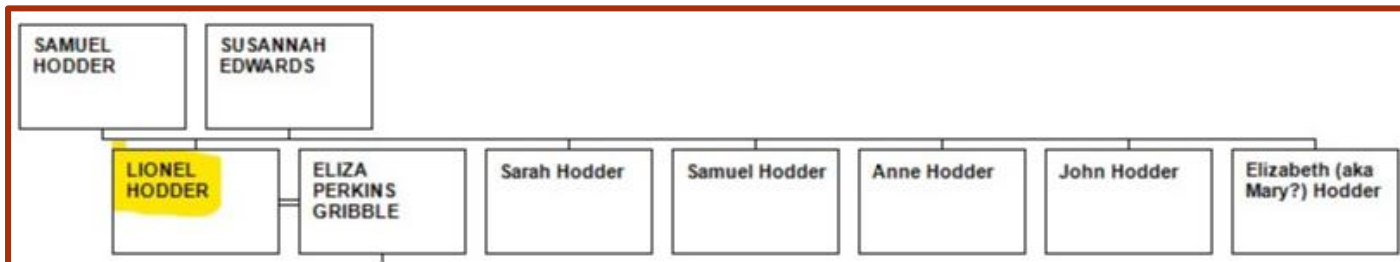 SAMUEL
HODDER
SUSANNAH
EDWARDS
LIONEL
HODDER
ELIZA
PERKINS
GRIBBLE
Sarah Hodder
Samuel Hodder
Anne Hodder
John Hodder
Elizabeth (aka
Mary?) Hodder